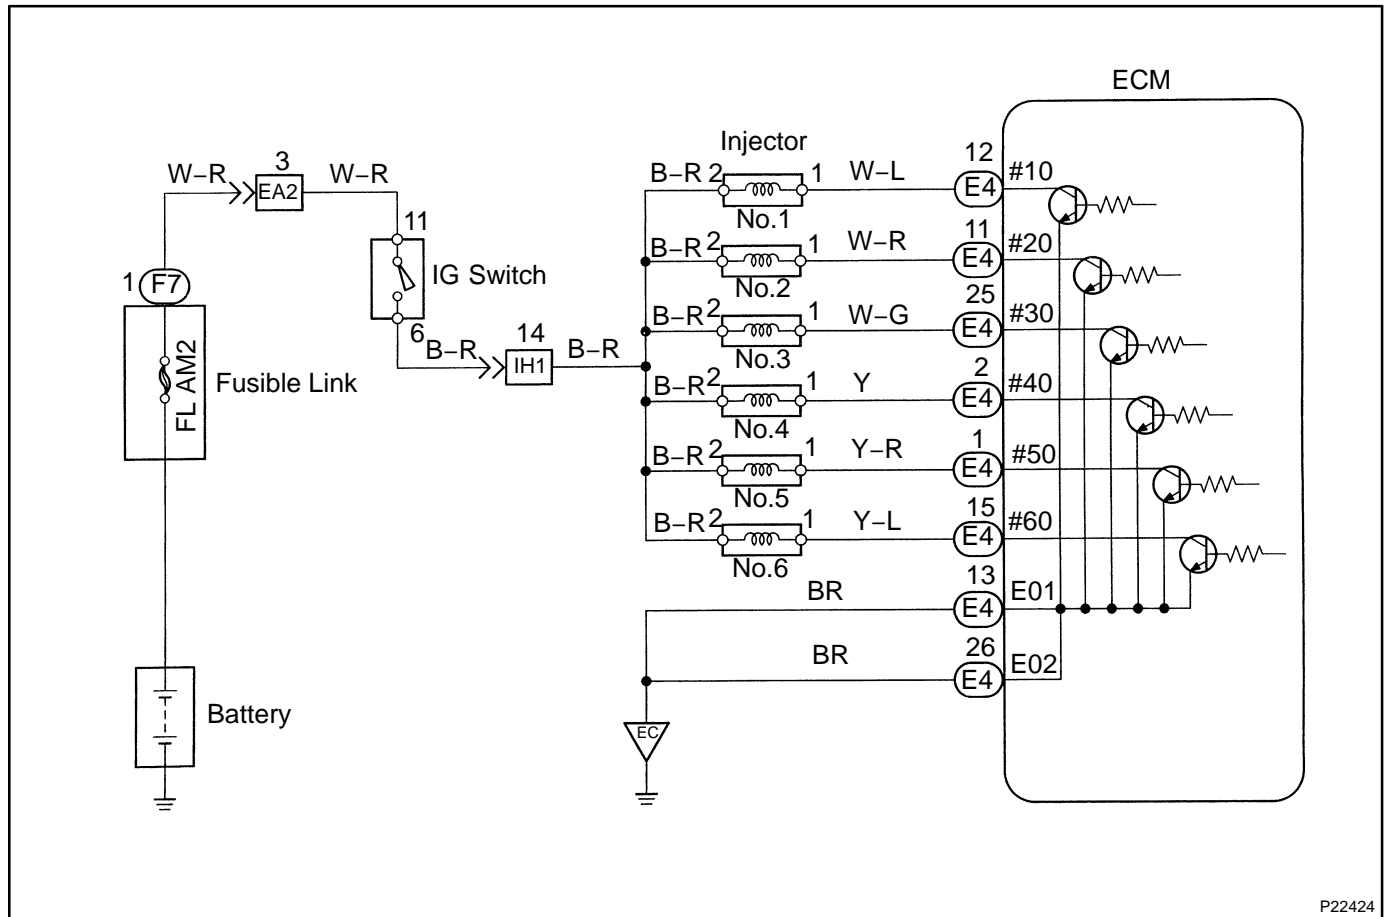 ECM
Injector
W–R
3
EA2
W–R
11
IG Switch
6
1
F7
FL AM2
Fusible Link
B–R
14
IH1
B–R
B–R 2
1
W–L
12
E4
#10
No.1
B–R 2
1
W–R
11
E4
#20
No.2
B–R 2
1
W–G
25
E4
#30
No.3
B–R 2
1
Y
2
E4
#40
No.4
B–R 2
1
Y–R
1
E4
#50
No.5
B–R 2
1
Y–L
15
E4
#60
No.6
BR
13
E4
E01
BR
26
E4
E02
Battery
EC
P22424